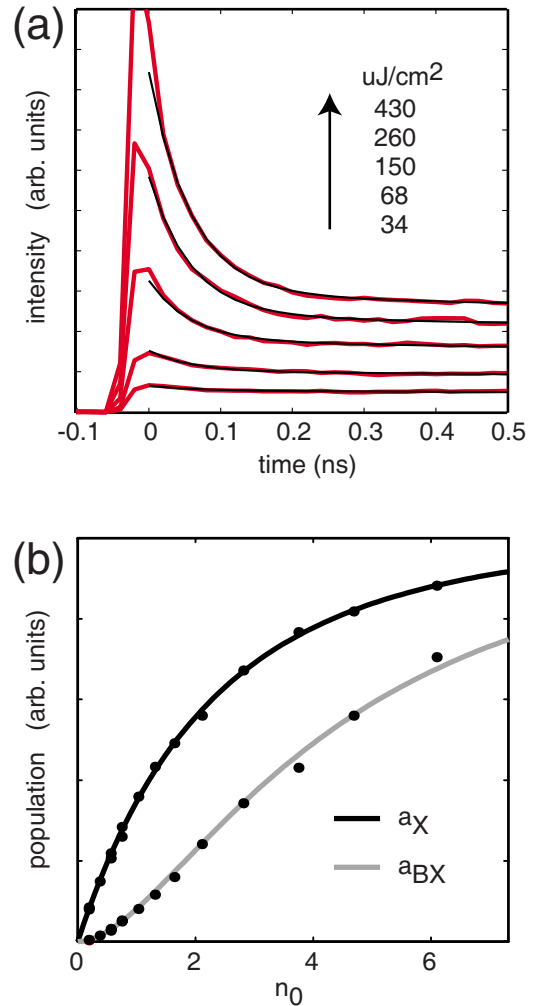 (a)
uJ/cm2
430
260
150
68
34
intensity (arb. units)
-0.1 0 0.1 0.2 0.3 0.4 0.5
time (ns)
(b)
population (arb. units)
aX
aBX
0 2 4 6
n0